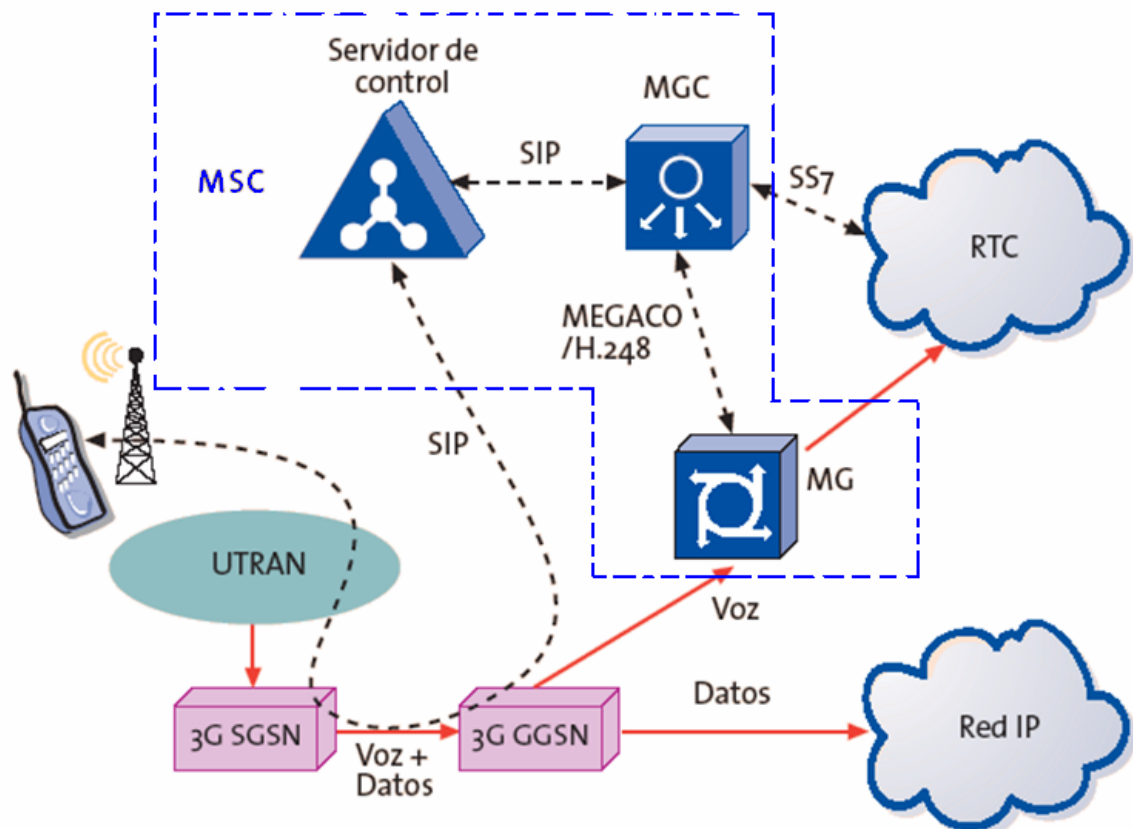 Servidor de
control
MGC
SIP
MSC
SS7
RTC
MEGACO
/H.248
SIP
MG
UTRAN
Voz
Datos
3G SGSN
Voz +
Datos
3G GGSN
Red IP